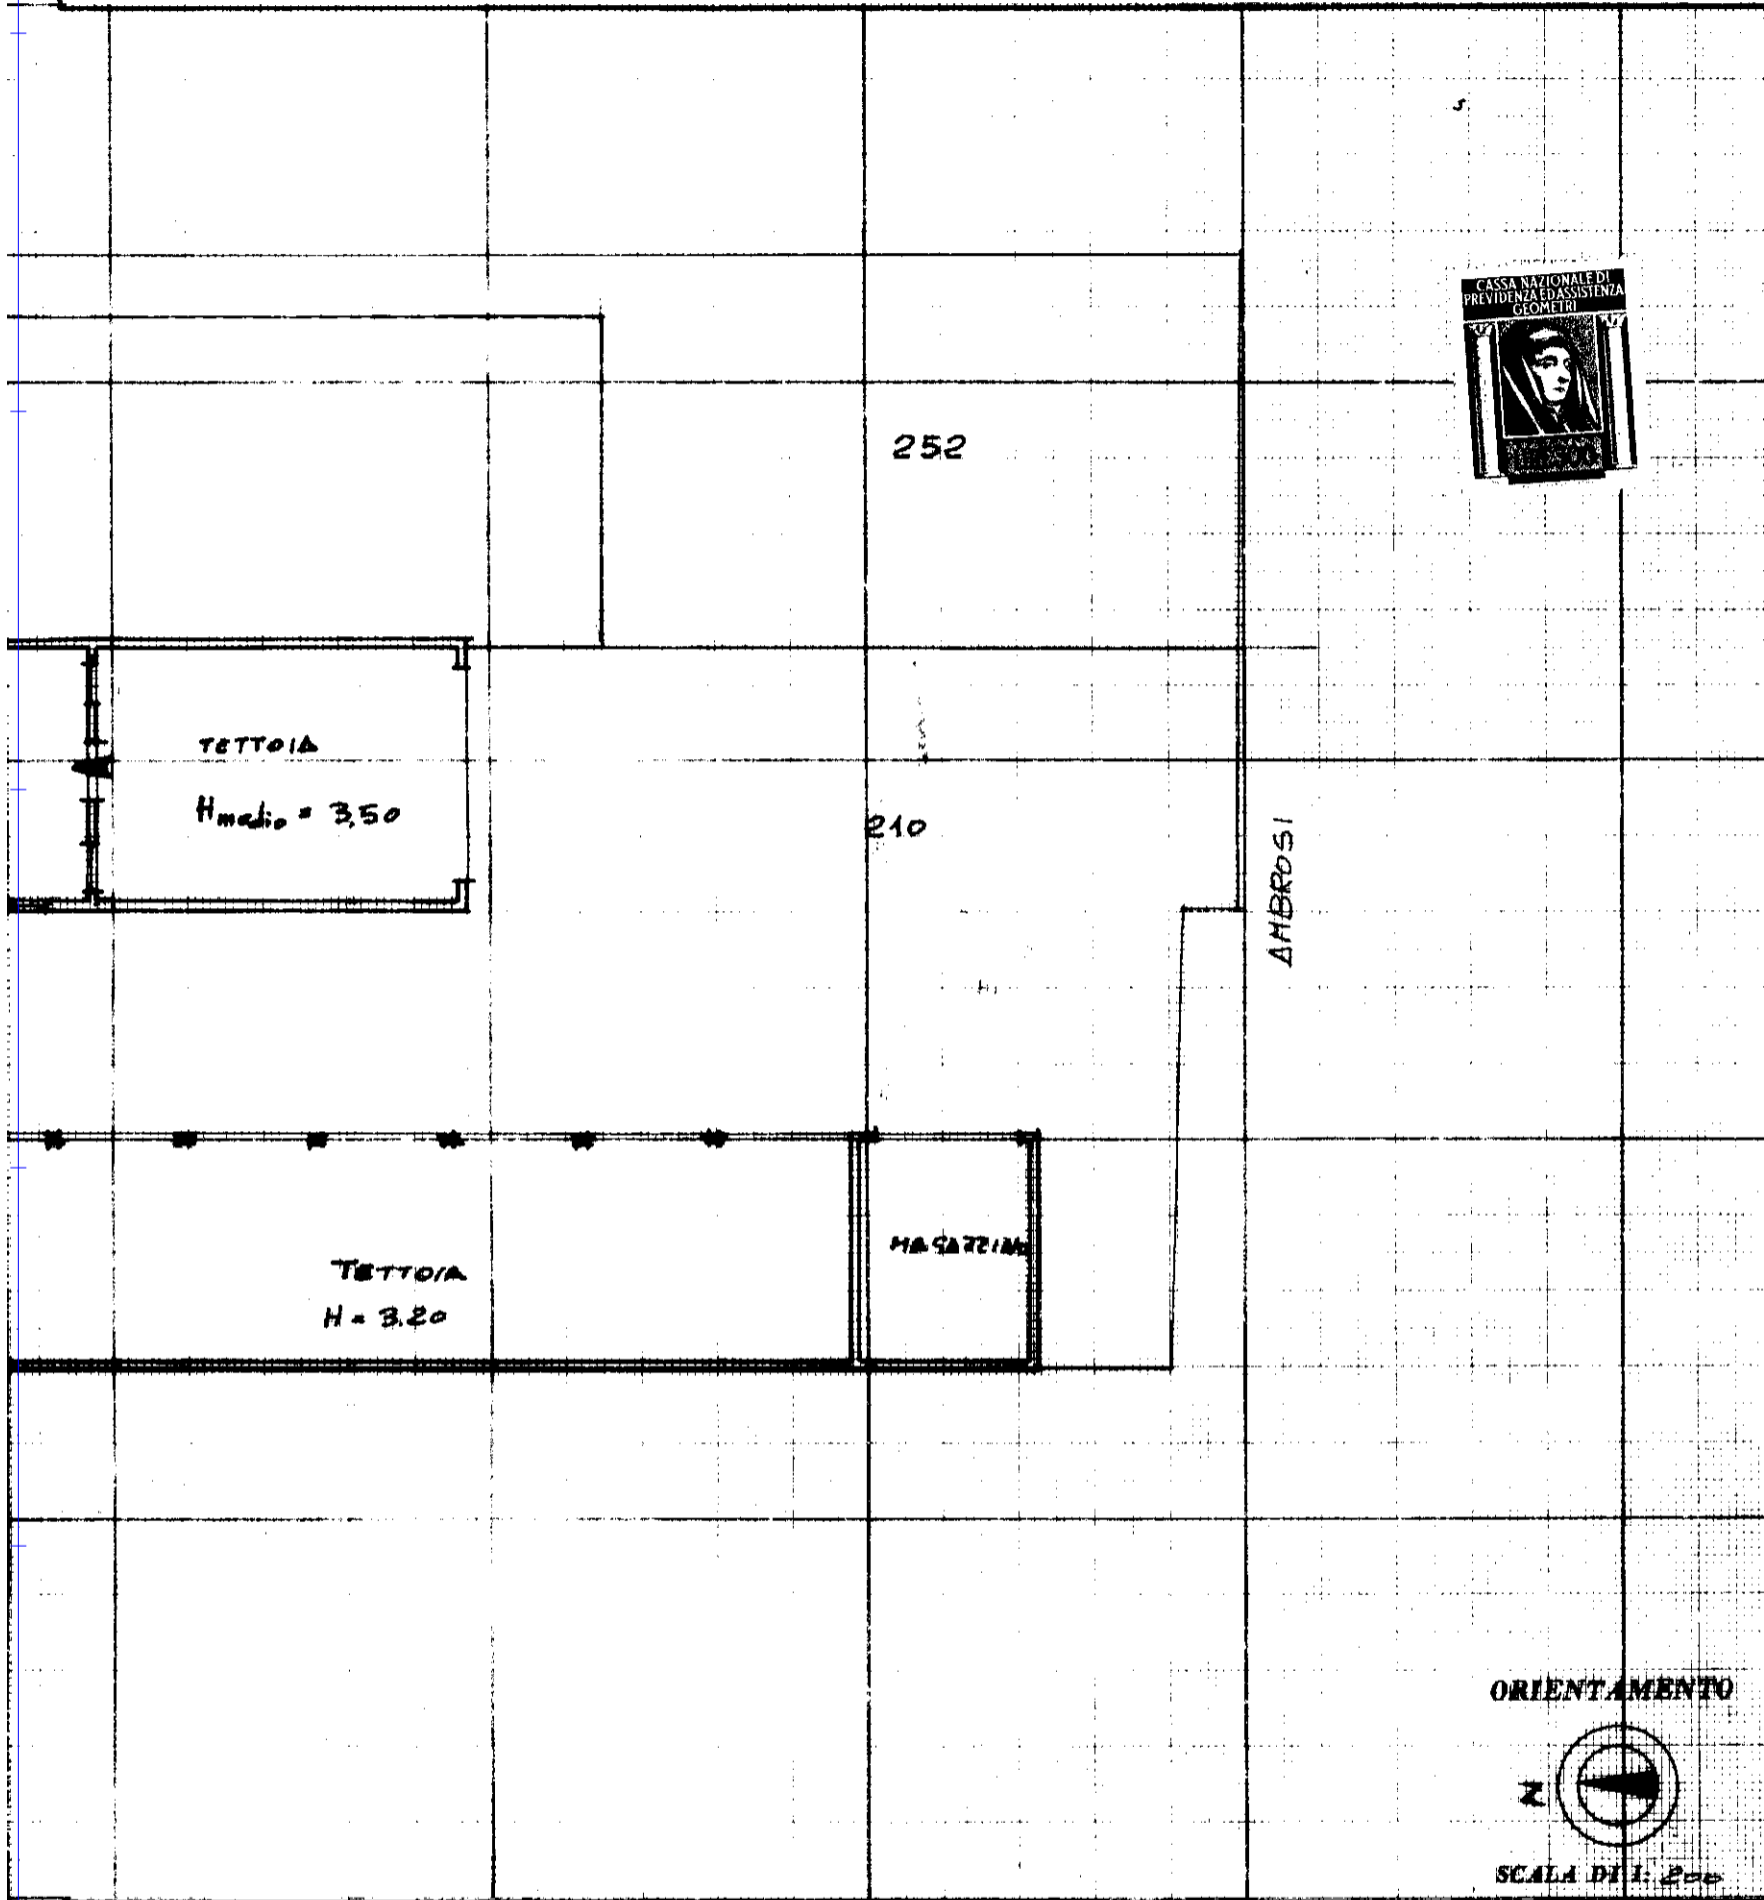 CASSA NAZIONALE DI
PREVIDENZA ED ASSISTENZA
GEOMETRI
252
TETTOIA
H medio = 3,50
210
AMBROSI
MAGAZZINO
TETTOIA
H = 3.20
ORIENTAMENTO
N
SCALA DI 1: 200